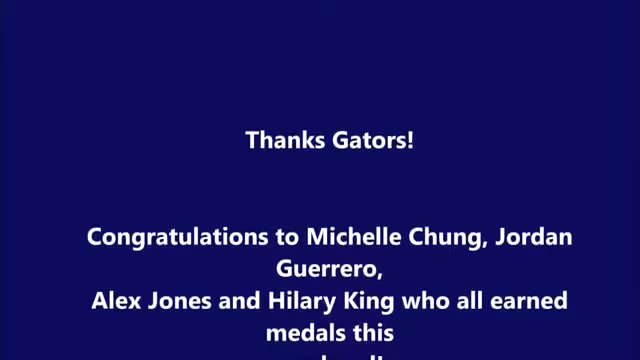 Thanks Gators!
Congratulations to Michelle Chung, Jordan
Guerrero,
Alex Jones and Hilary King who all earned
medals this